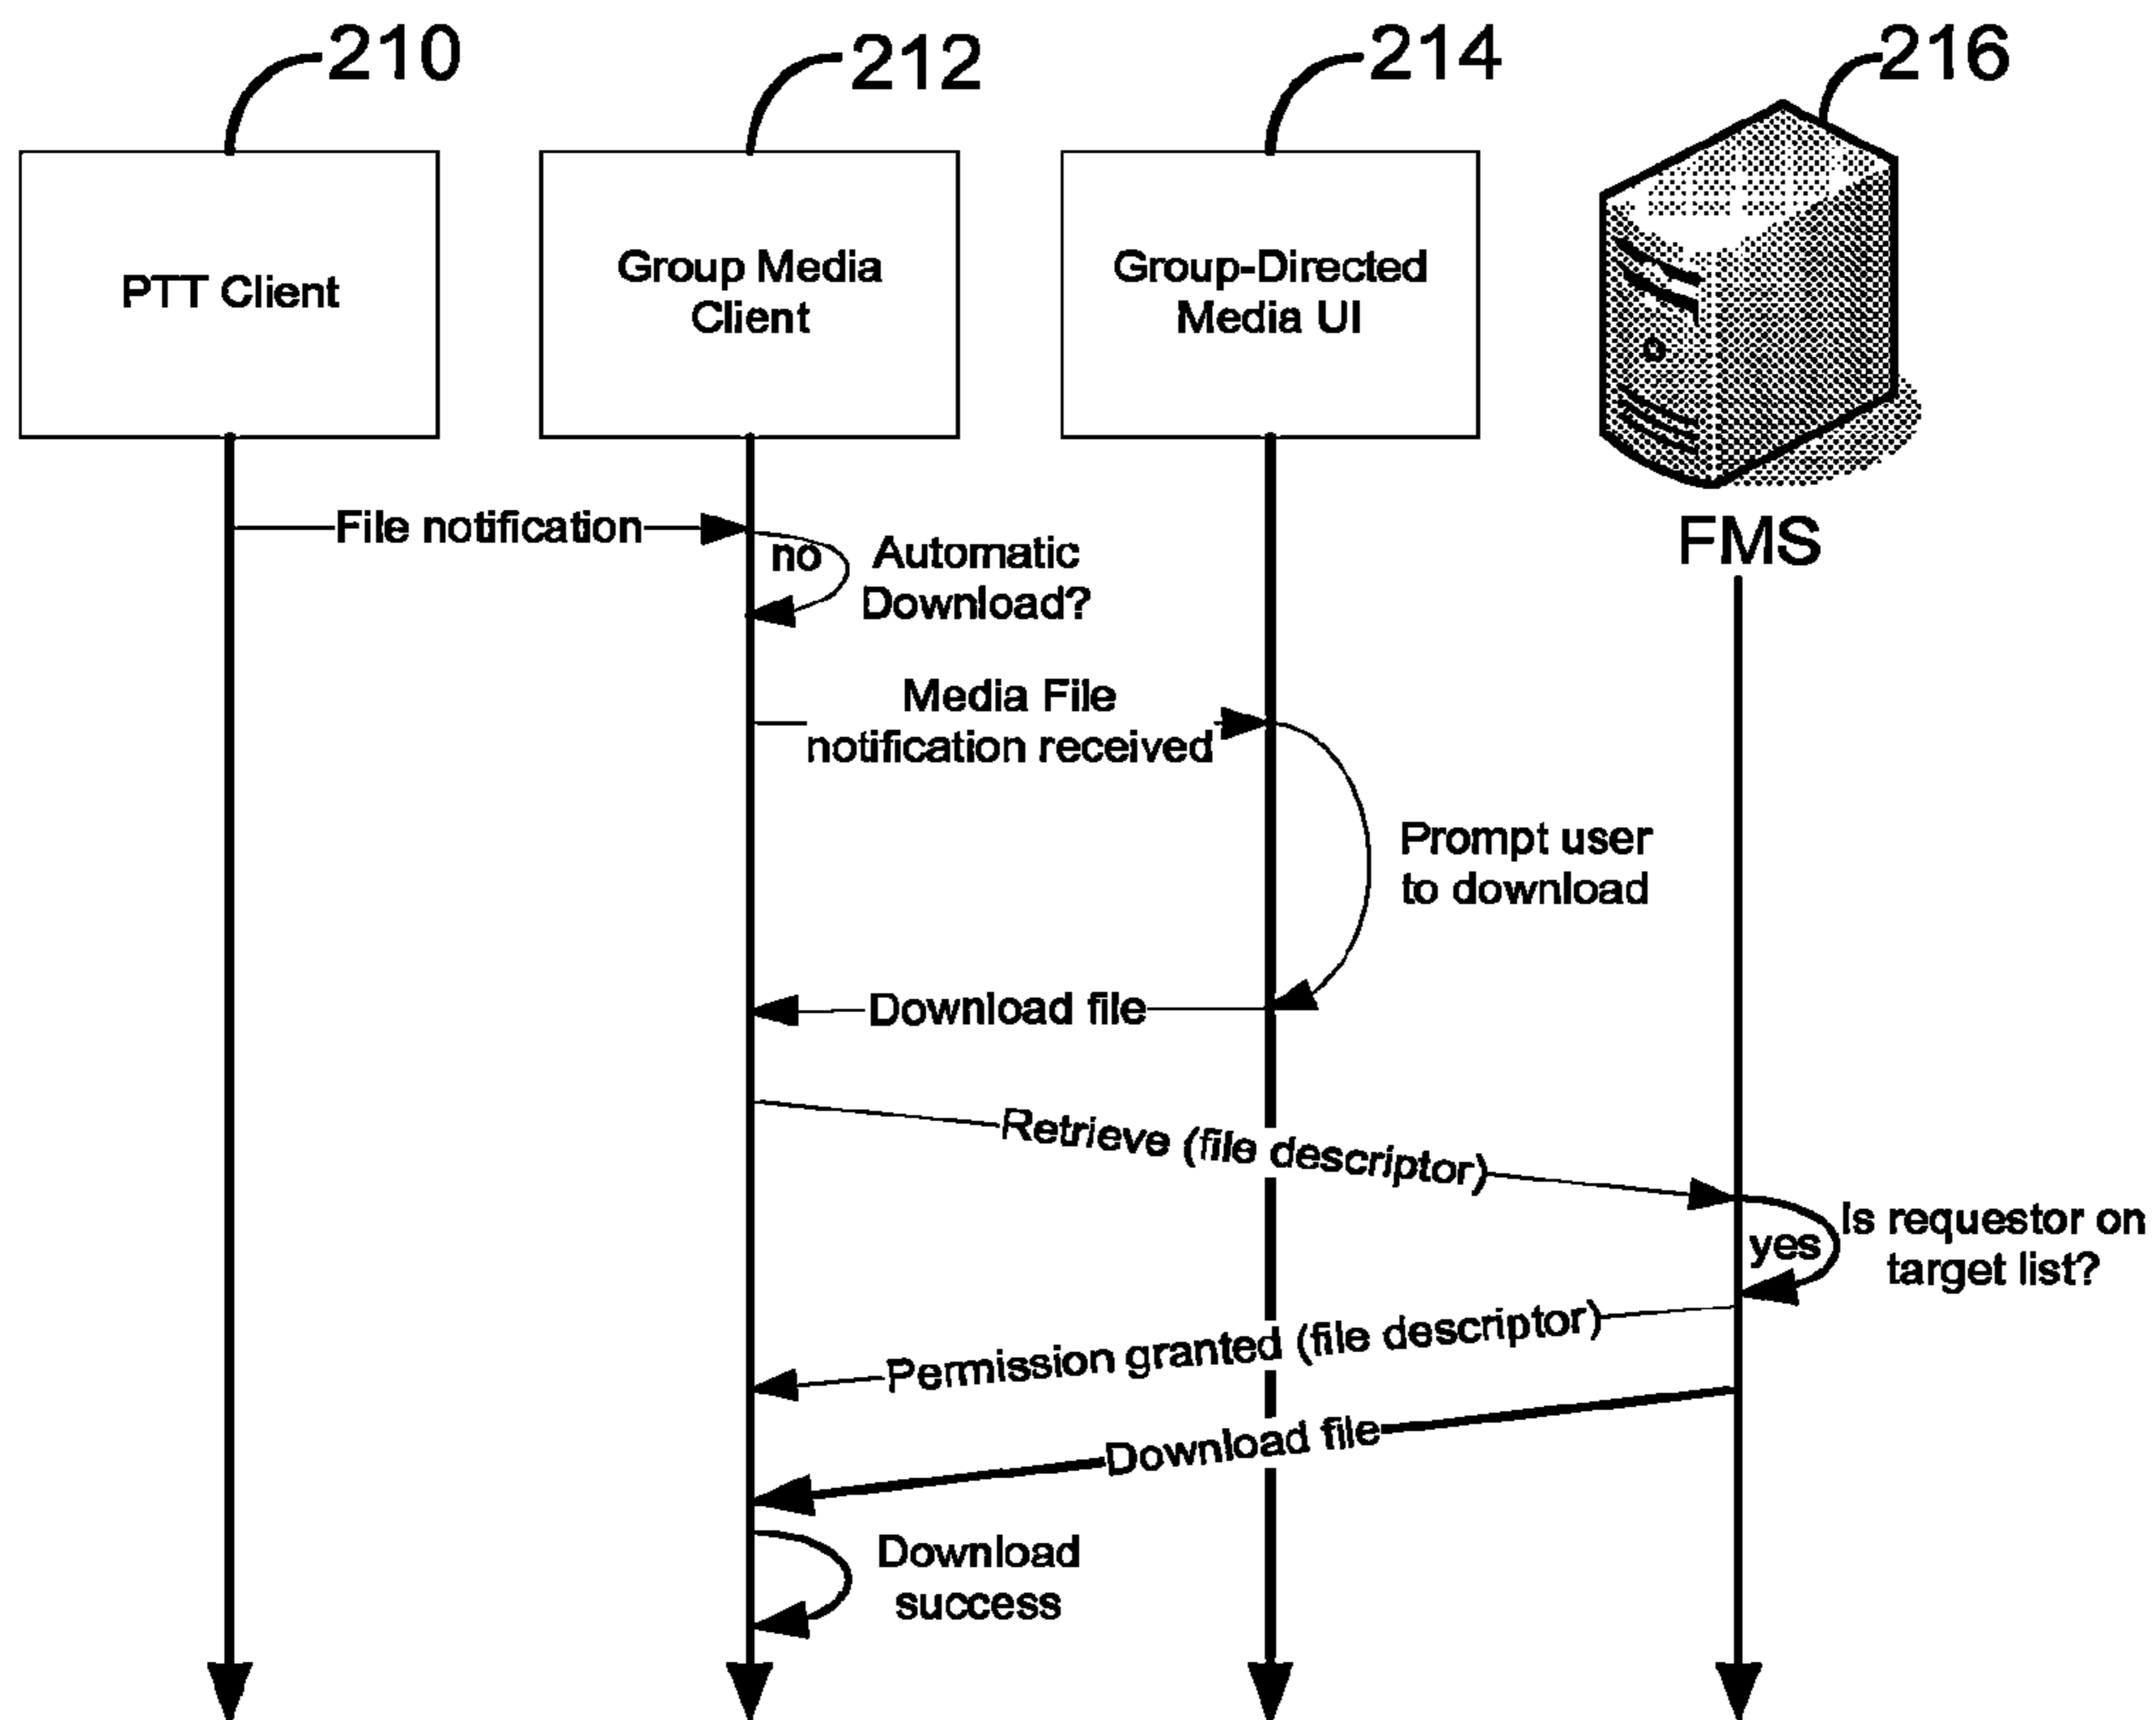 210
212
214
216
PTT Client
Group Media
Client
Group-Directed
Media UI
FMS
File notification
no
Automatic
Download?
Media File
notification received
Prompt user
to download
Download file
Retrieve (file descriptor)
yes
Is requestor on
target list?
Permission granted (file descriptor)
Download file
Download
success